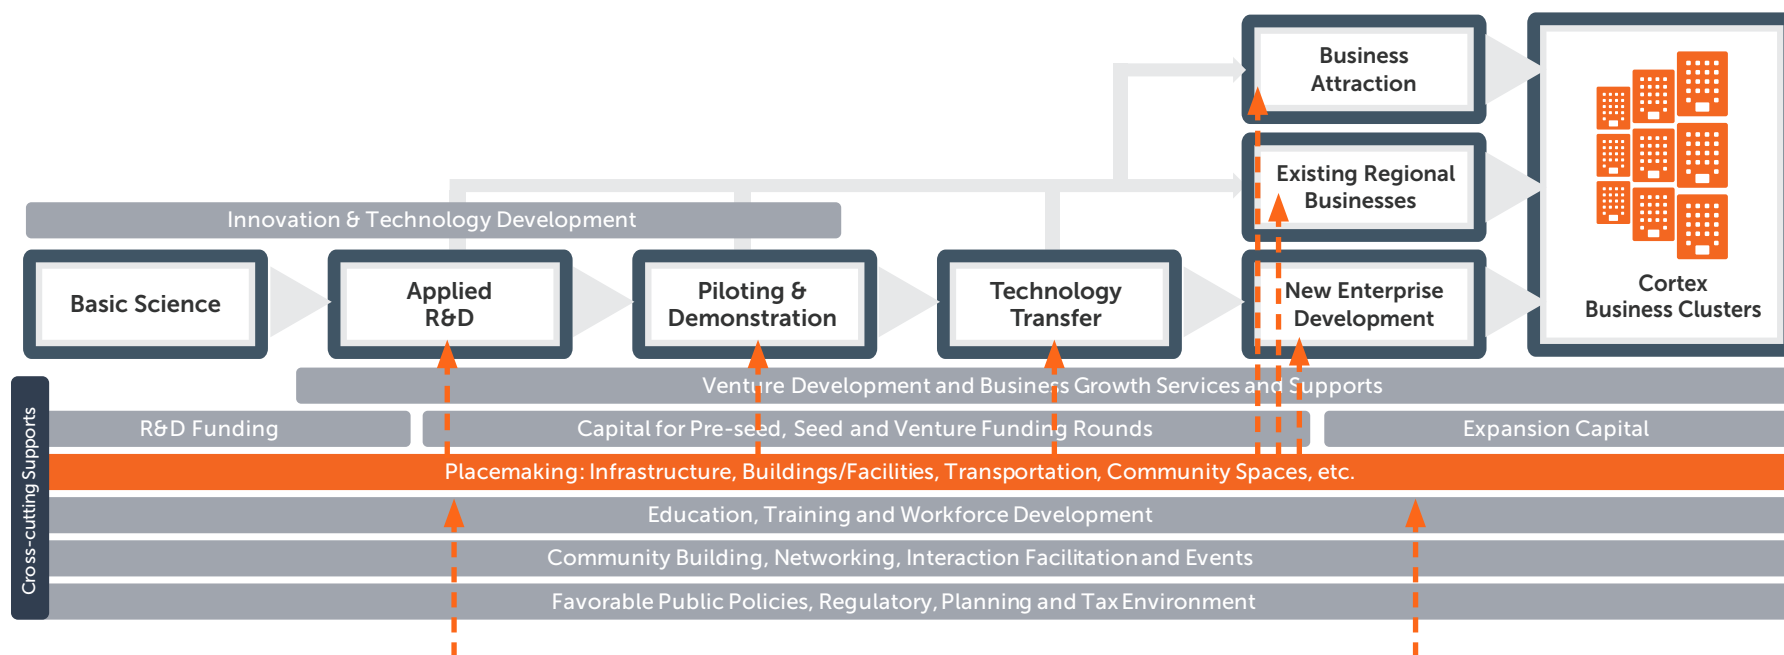 Business
Attraction
Existing Regional
Businesses
Innovation & Technology Development
Basic Science
Applied
R&D
Piloting &
Demonstration
Technology
Transfer
New Enterprise
Development
Cortex
Business Clusters
Cross-cutting Supports
Venture Development and Business Growth Services and Supports
R&D Funding
Capital for Pre-seed, Seed and Venture Funding Rounds
Expansion Capital
Placemaking: Infrastructure, Buildings/Facilities, Transportation, Community Spaces, etc.
Education, Training and Workforce Development
Community Building, Networking, Interaction Facilitation and Events
Favorable Public Policies, Regulatory, Planning and Tax Environment